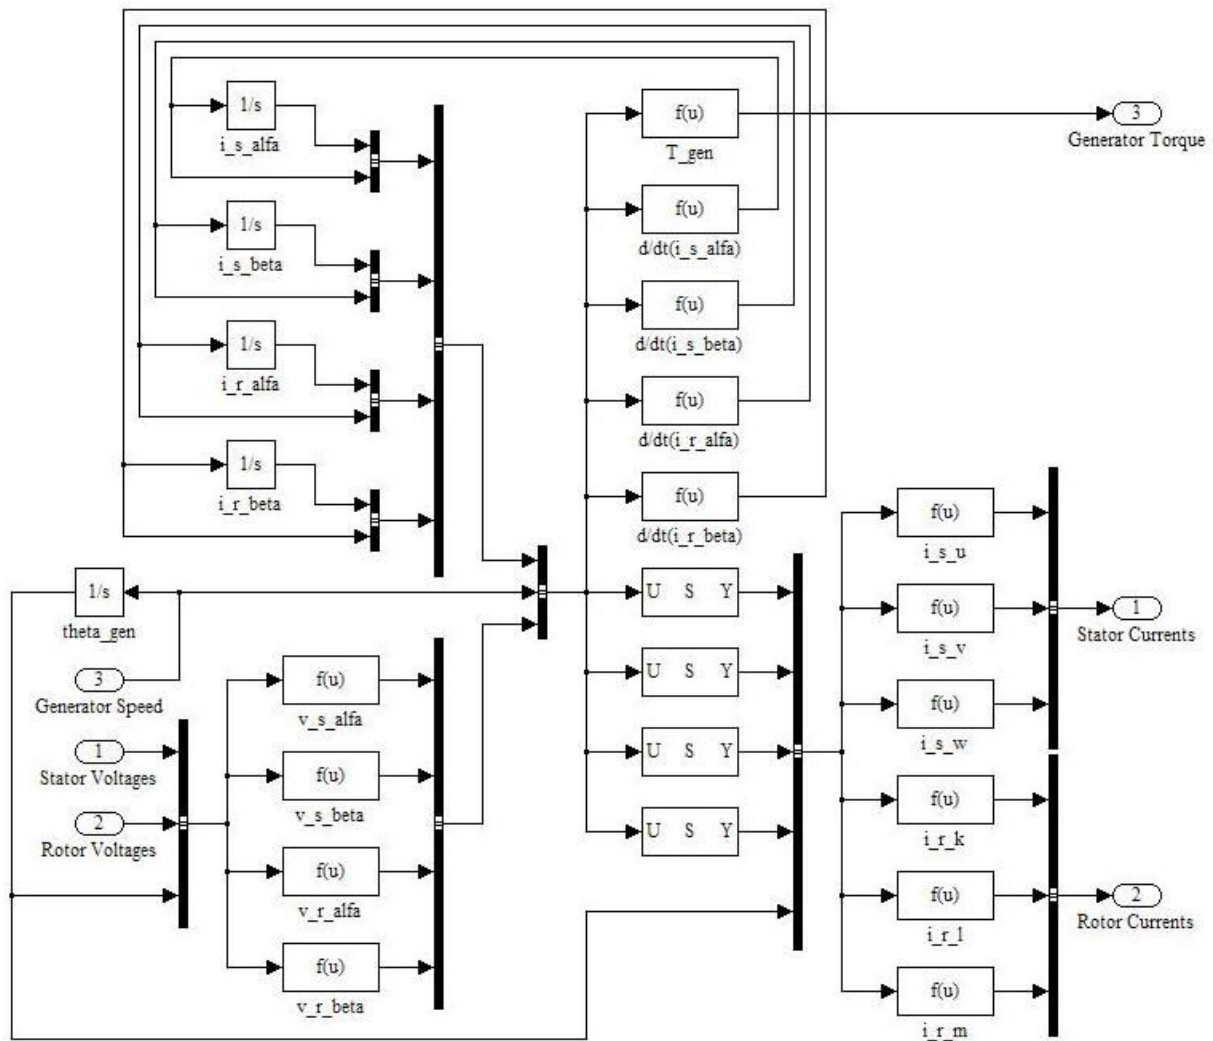 1/s
i_s_alfa
1/s
i_s_beta
1/s
i_r_alfa
1/s
i_r_beta
f(u)
T_gen
3
Generator Torque
f(u)
d/dt(i_s_alfa)
f(u)
d/dt(i_s_beta)
f(u)
d/dt(i_r_alfa)
f(u)
d/dt(i_r_beta)
1/s
theta_gen
3
Generator Speed
1
Stator Voltages
2
Rotor Voltages
f(u)
v_s_alfa
f(u)
v_s_beta
f(u)
v_r_alfa
f(u)
v_r_beta
U S Y
U S Y
U S Y
U S Y
f(u)
i_s_u
f(u)
i_s_v
f(u)
i_s_w
f(u)
i_r_k
f(u)
i_r_l
f(u)
i_r_m
1
Stator Currents
2
Rotor Currents